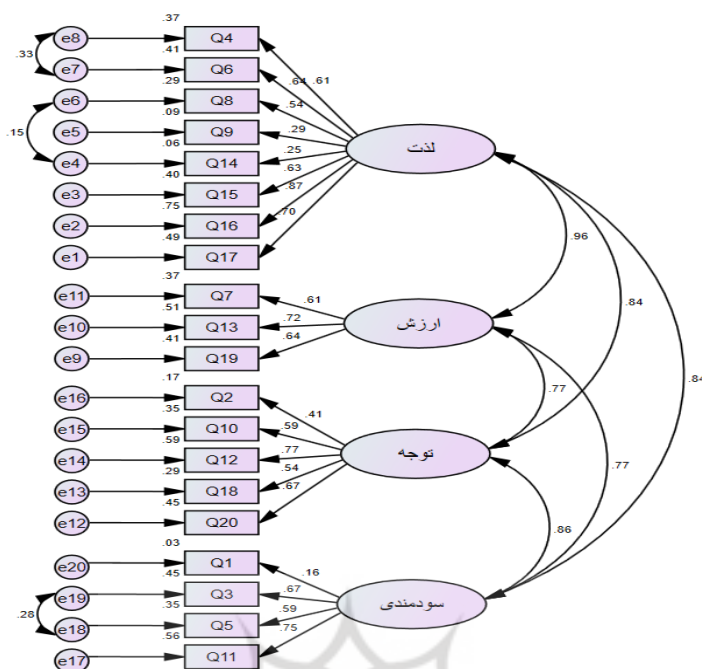 .37
e8 Q4
.41
.33 .61
e7 Q6
.29 .64
e6 Q8
.09 .54
e5 Q9 .29
.15 .06 لذت
e4 Q14 .25
.40 .63
e3 Q15
.75 .87
e2 Q16 .70
.49
e1 Q17 .96
.37
e11 Q7 .61 .84
.51
e10 Q13 .72 ارزش
.41 .64
e9 Q19
.17 .77 .84
e16 Q2 .41
.35
e15 Q10 .59
.59 توجه .77
e14 Q12 .77
.29 .54
e13 Q18
.45 .67
e12 Q20 .86
.03
e20 Q1 .16
.45
e19 Q3 .67
.28 .35 سودمندی
e18 Q5 .59
.56 .75
e17 Q11